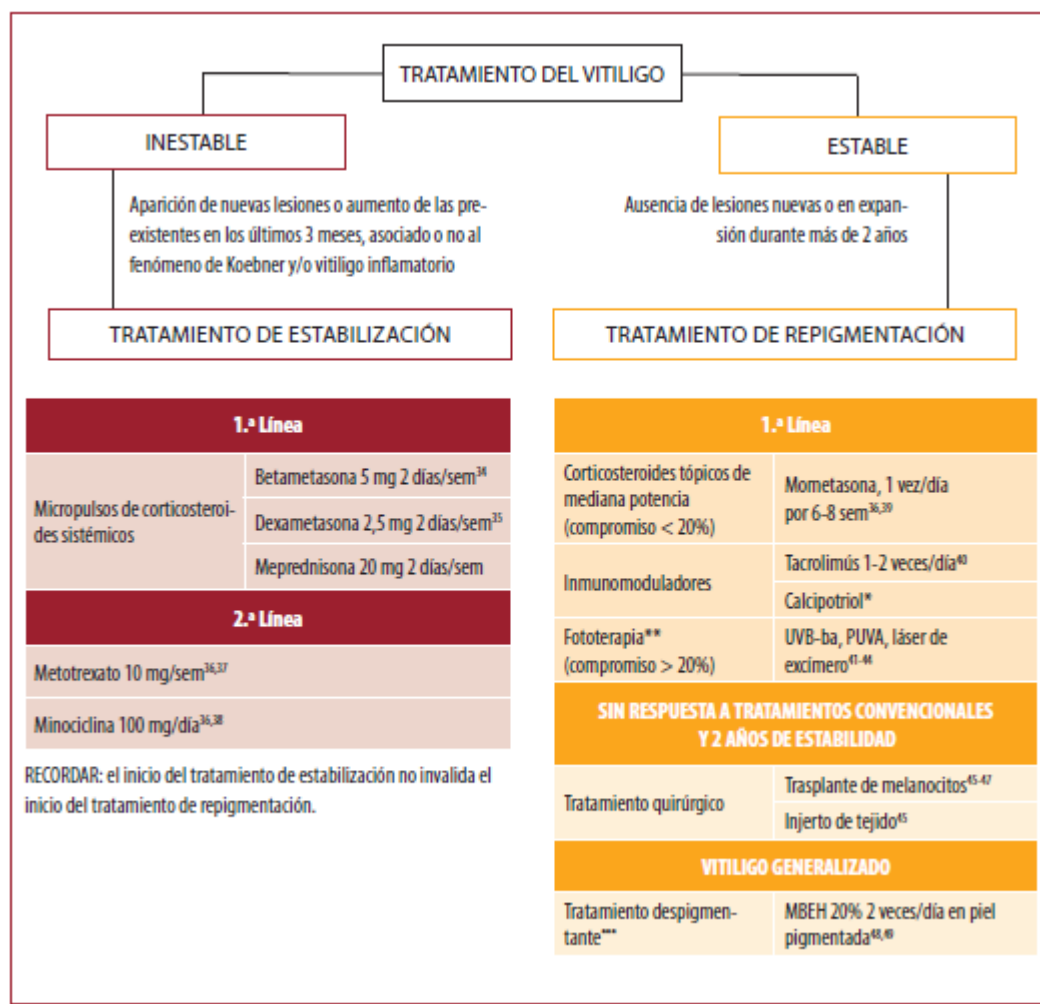 TRATAMIENTO DEL VITILIGO
INESTABLE
Aparición de nuevas lesiones o aumento de las pre-
existentes en los últimos 3 meses, asociado o no al
fenómeno de Koebner y/o vitiligo inflamatorio
TRATAMIENTO DE ESTABILIZACIÓN
1.ª Línea
Micropulsos de corticosteroi-
des sistémicos
Betametasona 5 mg 2 días/sem34
Dexametasona 2,5 mg 2 días/sem35
Meprednisona 20 mg 2 días/sem
2.ª Línea
Metotrexato 10 mg/sem36,37
Minociclina 100 mg/día36,38
RECORDAR: el inicio del tratamiento de estabilización no invalida el
inicio del tratamiento de repigmentación.
ESTABLE
Ausencia de lesiones nuevas o en expan-
sión durante más de 2 años
TRATAMIENTO DE REPIGMENTACIÓN
1.ª Línea
Corticosteroides tópicos de
mediana potencia
(compromiso < 20%)
Mometasona, 1 vez/día
por 6-8 sem36,39
Inmunomoduladores
Tacrolimús 1-2 veces/día40
Calcipotriol*
Fototerapia**
(compromiso > 20%)
UVB-ba, PUVA, láser de
excímero41-44
SIN RESPUESTA A TRATAMIENTOS CONVENCIONALES
Y 2 AÑOS DE ESTABILIDAD
Tratamiento quirúrgico
Trasplante de melanocitos45-47
Injerto de tejido45
VITILIGO GENERALIZADO
Tratamiento despigmen-
tante***
MBEH 20% 2 veces/día en piel
pigmentada48,49